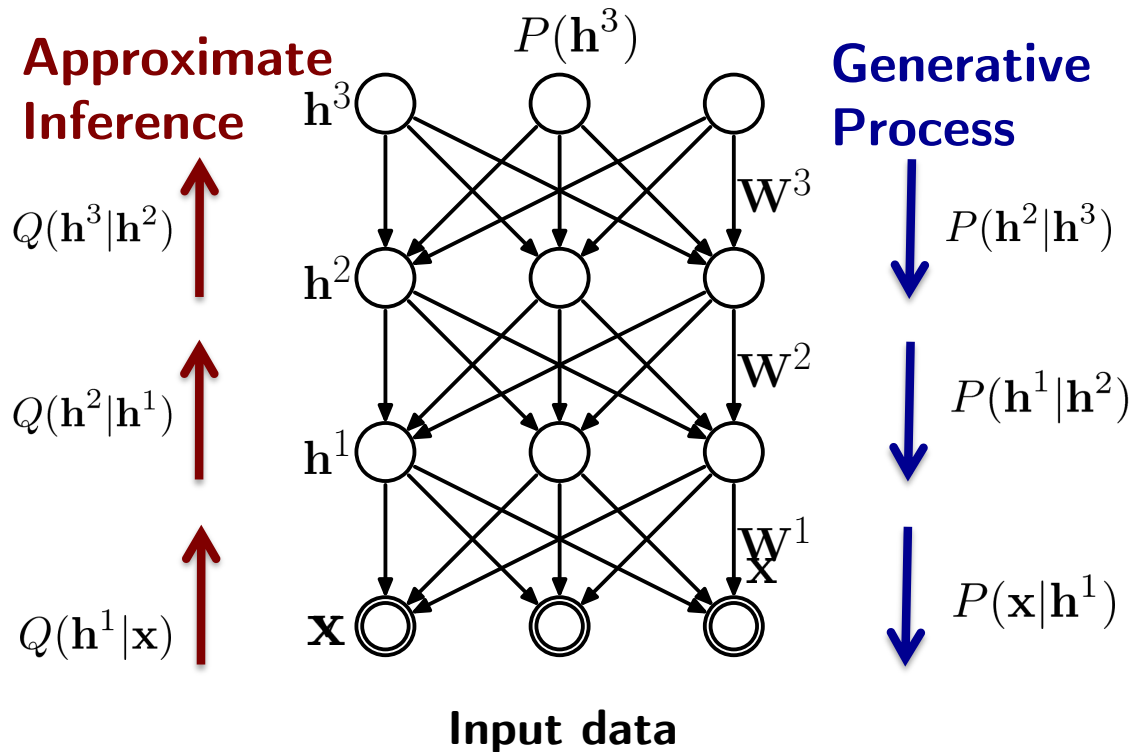 Approximate
Inference
P(h³)
Generative
Process
h³
W³
Q(h³|h²)
P(h²|h³)
h²
W²
Q(h²|h¹)
P(h¹|h²)
h¹
W¹
x
Q(h¹|x)
x
P(x|h¹)
Input data